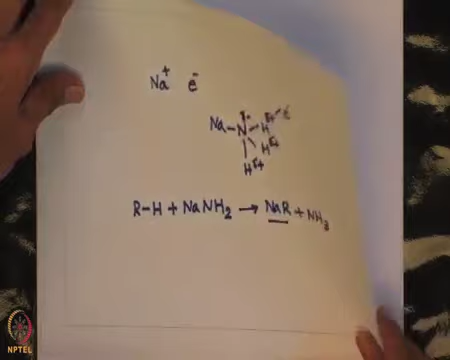 Na⁺ e⁻
Na-N H^δ+ e⁻
H^δ+
H^δ+
R-H + NaNH₂ → NaR + NH₃
NPTEL